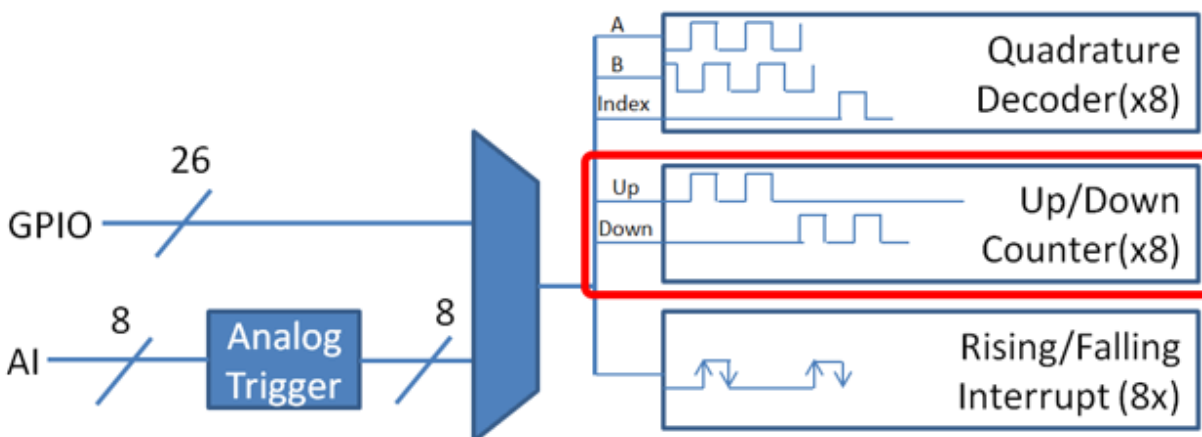 A
B
Index
Quadrature
Decoder(x8)
26
GPIO
Up
Down
Up/Down
Counter(x8)
8
8
AI
Analog
Trigger
Rising/Falling
Interrupt (8x)